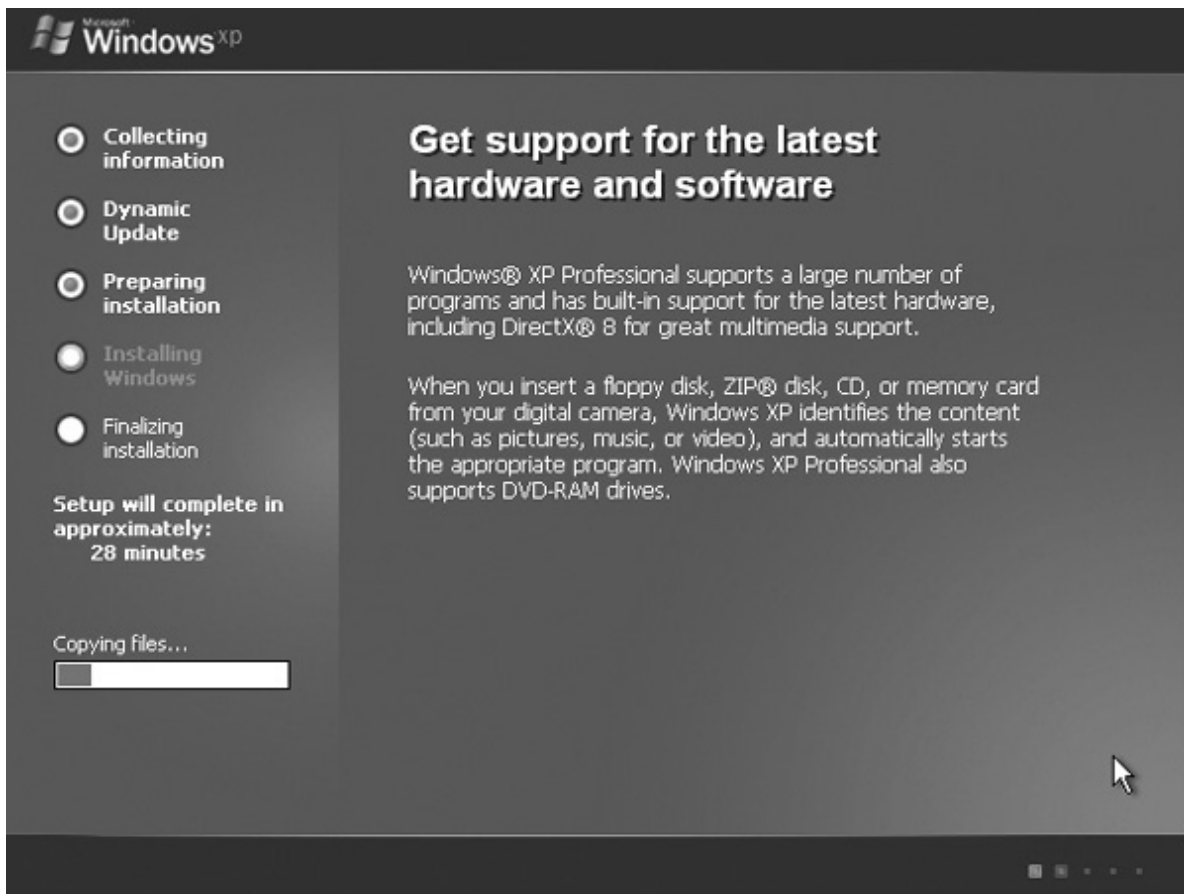 Microsoft
Windows xp
Collecting
information
Dynamic
Update
Preparing
installation
Installing
Windows
Finalizing
installation
Setup will complete in
approximately:
28 minutes
Copying files...
Get support for the latest
hardware and software
Windows® XP Professional supports a large number of
programs and has built-in support for the latest hardware,
including DirectX® 8 for great multimedia support.
When you insert a floppy disk, ZIP® disk, CD, or memory card
from your digital camera, Windows XP identifies the content
(such as pictures, music, or video), and automatically starts
the appropriate program. Windows XP Professional also
supports DVD-RAM drives.